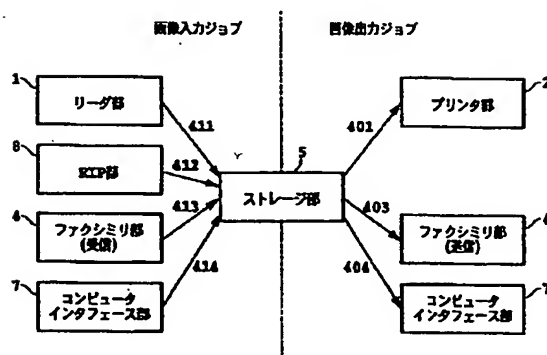 画像入力ジョブ
画像出力ジョブ
1
リーダ部
411
8
RIP部
412
4
ファクシミリ部
(受信)
413
7
コンピュータ
インタフェース部
414
5
ストレージ部
401
2
プリンタ部
403
4
ファクシミリ部
(送信)
404
7
コンピュータ
インタフェース部